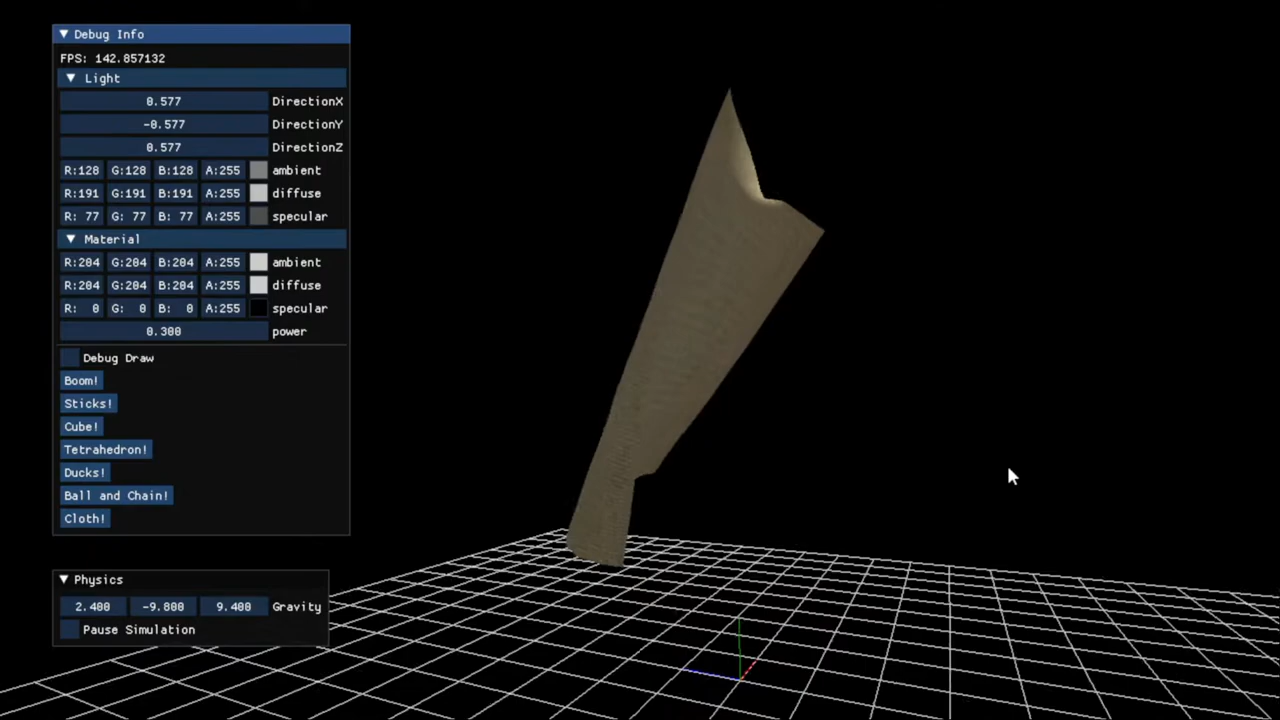 Debug Info
FPS: 142.857132
Light
0.577 DirectionX
-0.577 DirectionY
0.577 DirectionZ
R:128 G:128 B:128 A:255 ambient
R:191 G:191 B:191 A:255 diffuse
R: 77 G: 77 B: 77 A:255 specular
Material
R:204 G:204 B:204 A:255 ambient
R:204 G:204 B:204 A:255 diffuse
R: 0 G: 0 B: 0 A:255 specular
0.300 power
Debug Draw
Boom!
Sticks!
Cube!
Tetrahedron!
Ducks!
Ball and Chain!
Cloth!
Physics
2.400 -9.800 9.400 Gravity
Pause Simulation